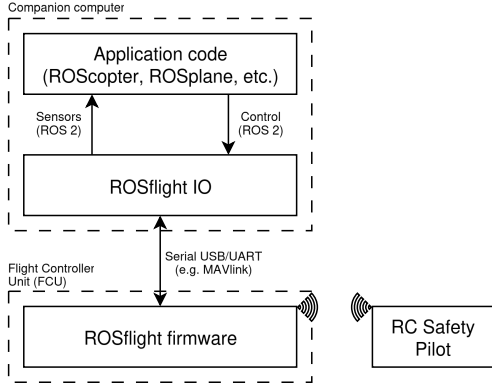 Companion computer
Application code
(ROScopter, ROSplane, etc.)
Sensors
(ROS 2)
Control
(ROS 2)
ROSflight IO
Serial USB/UART
(e.g. MAVlink)
Flight Controller
Unit (FCU)
ROSflight firmware
RC Safety
Pilot